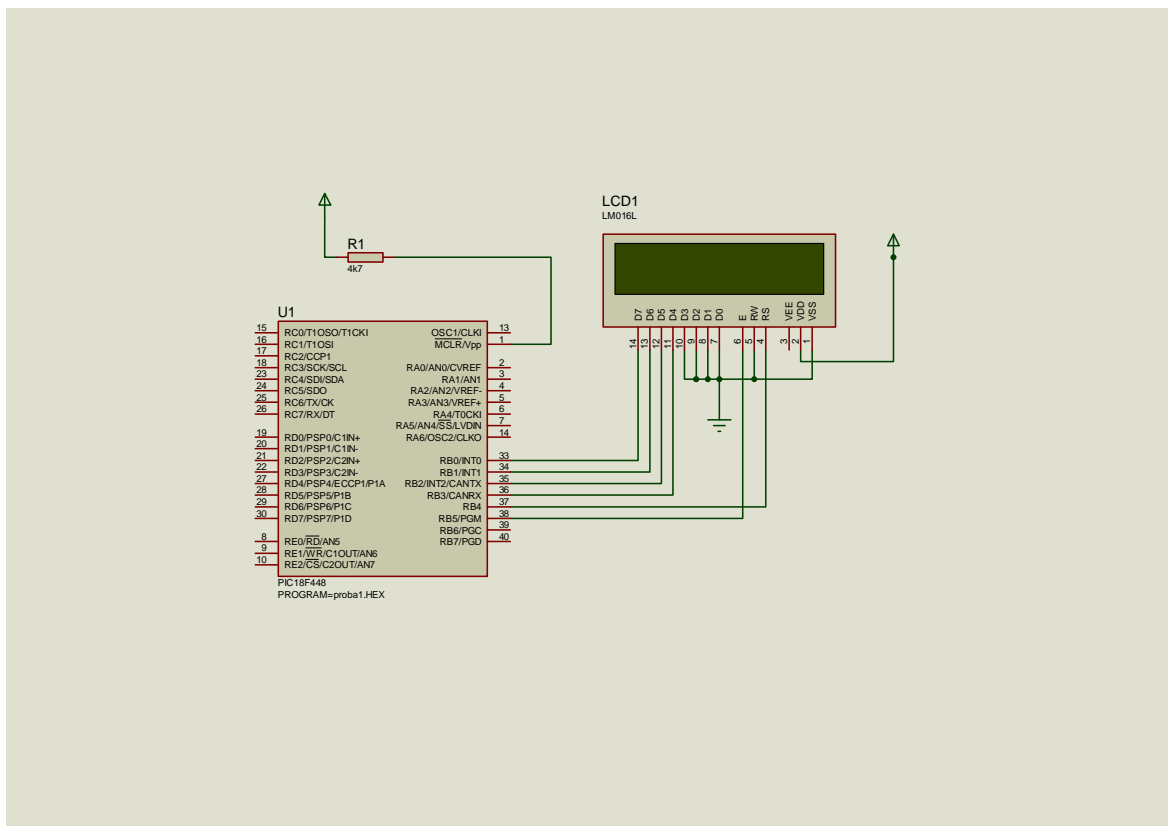 LCD1
LM016L
R1
4k7
D7 D6 D5 D4 D3 D2 D1 D0 E RW RS VEE VDD VSS
14 13 12 11 10 9 8 7 6 5 4 3 2 1
U1
15 RC0/T1OSO/T1CKI OSC1/CLKI 13
16 RC1/T1OSI MCLR/Vpp 1
17 RC2/CCP1
18 RC3/SCK/SCL RA0/AN0/CVREF 2
23 RC4/SDI/SDA RA1/AN1 3
24 RC5/SDO RA2/AN2/VREF- 4
25 RC6/TX/CK RA3/AN3/VREF+ 5
26 RC7/RX/DT RA4/T0CKI 6
RA5/AN4/SS/LVDIN 7
19 RD0/PSP0/C1IN+ RA6/OSC2/CLKO 14
20 RD1/PSP1/C1IN-
21 RD2/PSP2/C2IN+ RB0/INT0 33
22 RD3/PSP3/C2IN- RB1/INT1 34
27 RD4/PSP4/ECCP1/P1A RB2/INT2/CANTX 35
28 RD5/PSP5/P1B RB3/CANRX 36
29 RD6/PSP6/P1C RB4 37
30 RD7/PSP7/P1D RB5/PGM 38
RB6/PGC 39
8 RE0/RD/AN5 RB7/PGD 40
9 RE1/WR/C1OUT/AN6
10 RE2/CS/C2OUT/AN7
PIC18F448
PROGRAM=proba1.HEX